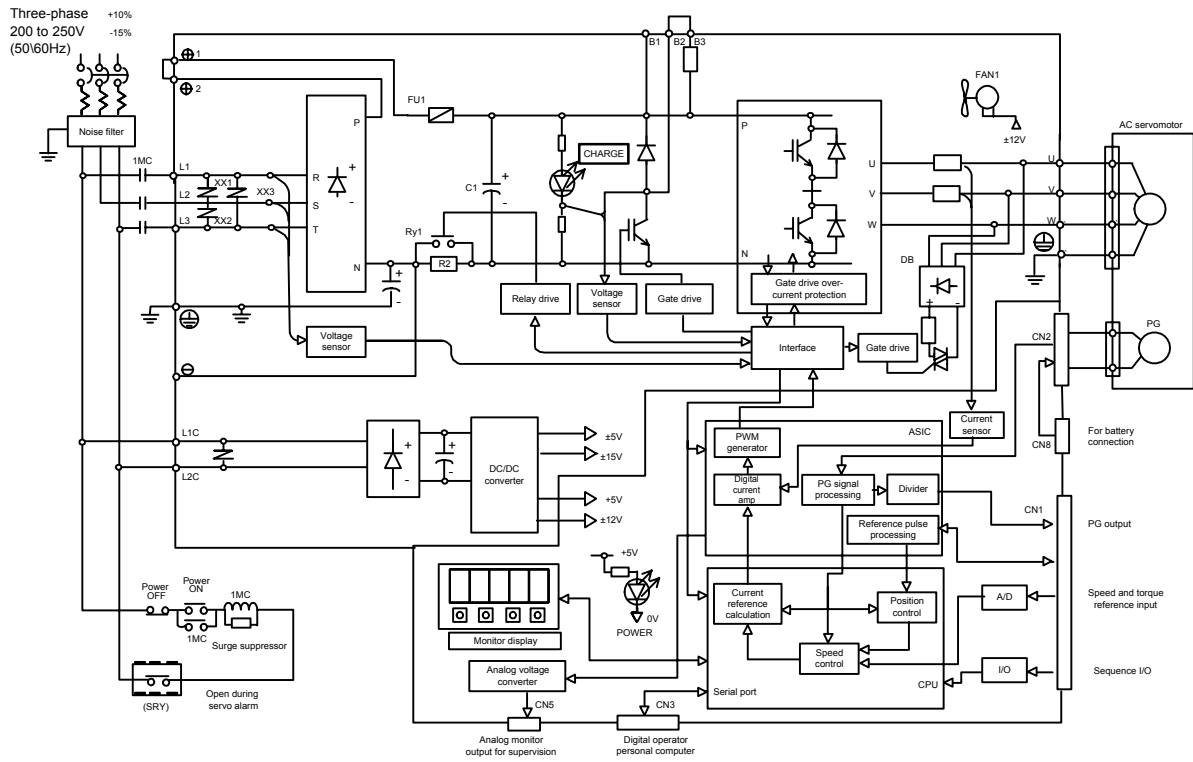 Three-phase +10%
200 to 250V -15%
(50\60Hz)
Noise filter
1MC
L1
L2
L3
XX1
XX3
XX2
1
2
P
R
S
T
N
+
-
FU1
CHARGE
C1
+
-
Ry1
R2
+
-
B1
B2
B3
P
N
U
V
W
FAN1
±12V
AC servomotor
U
V
W
DB
+ -
PG
Relay drive
Voltage
sensor
Gate drive
Gate drive over-
current protection
Interface
Gate drive
Voltage
sensor
CN2
Current
sensor
CN8
For battery
connection
L1C
L2C
+
-
+
-
DC/DC
converter
±5V
±15V
+5V
±12V
ASIC
PWM
generator
Digital
current
amp
PG signal
processing
Divider
Reference pulse
processing
CN1
PG output
Power
OFF
Power
ON
1MC
1MC
Surge suppressor
(SRY)
Open during
servo alarm
Monitor display
+5V
0V
POWER
Analog voltage
converter
CN5
Analog monitor
output for supervision
CN3
Digital operator
personal computer
Current
reference
calculation
Position
control
Speed
control
Serial port
CPU
A/D
I/O
Speed and torque
reference input
Sequence I/O